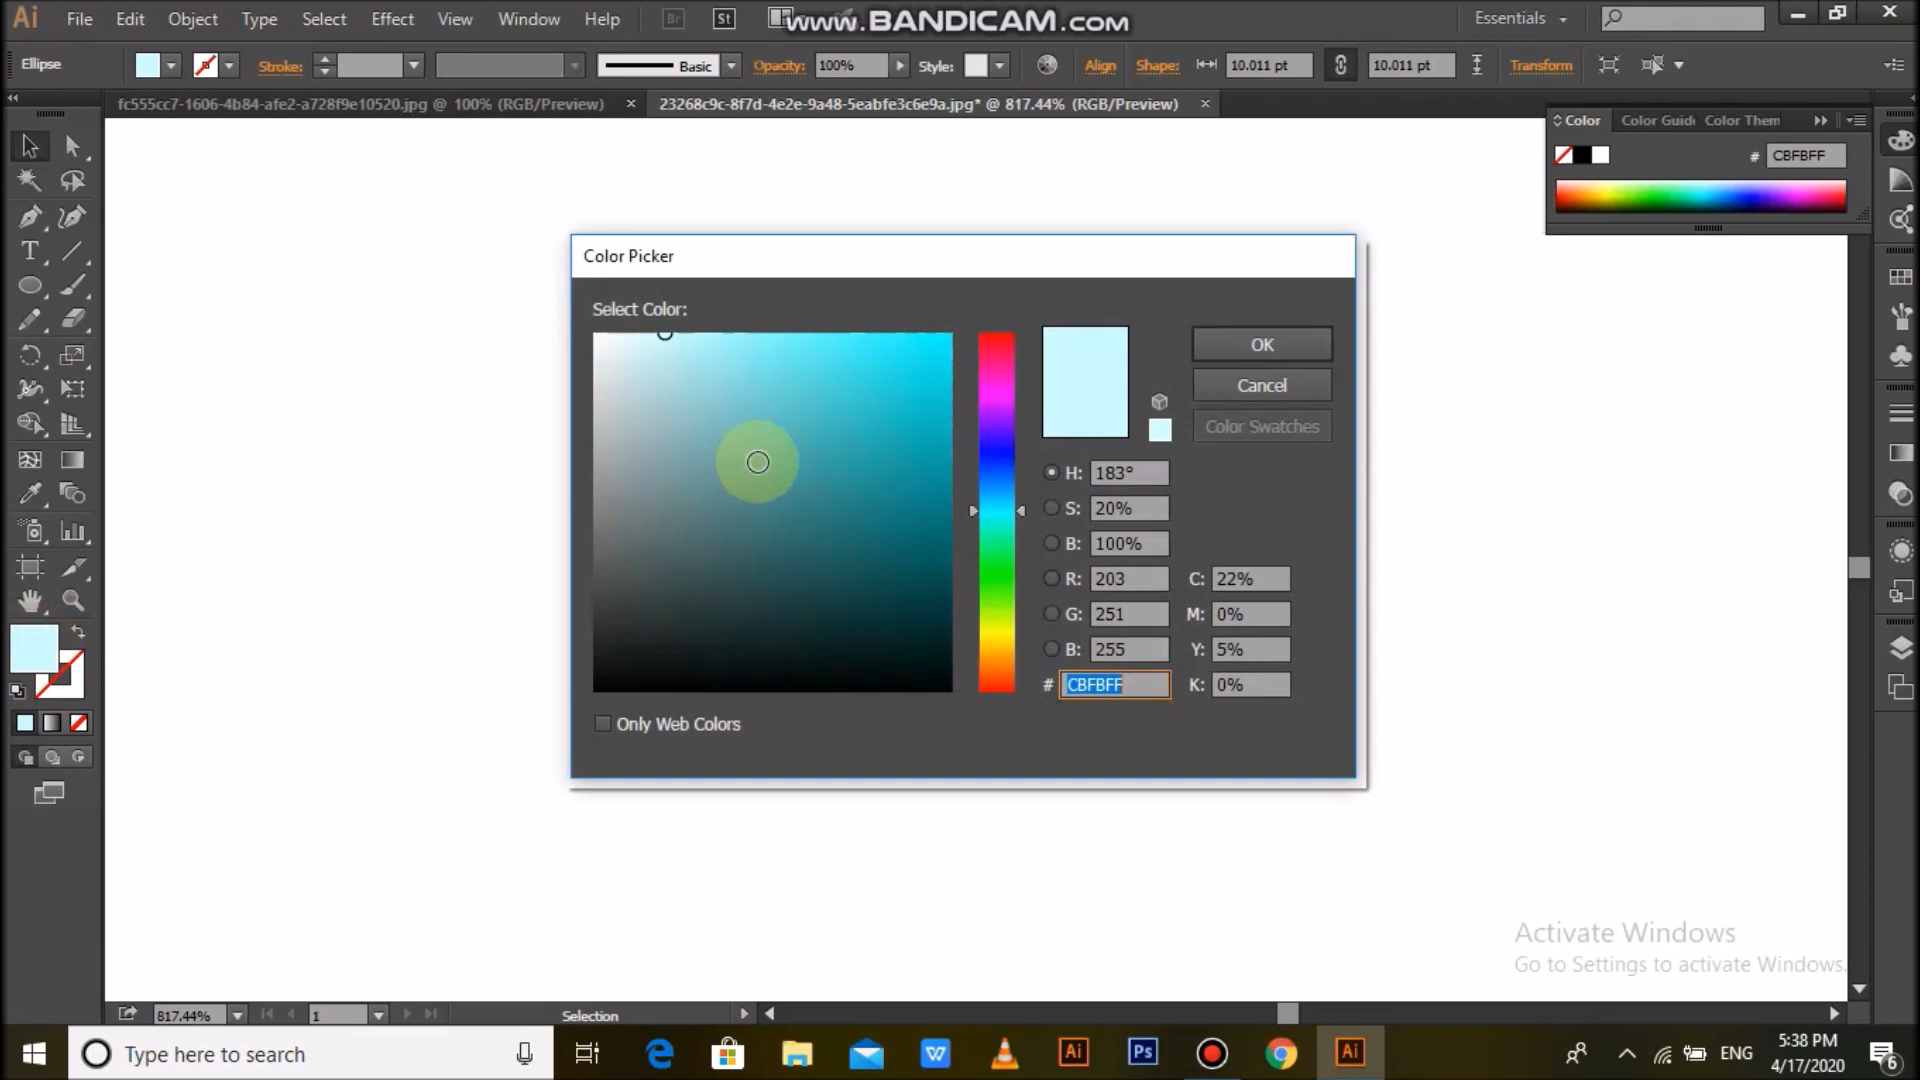 Ai File Edit Object Type Select Effect View Window Help Br St www.BANDICAM.com Essentials
Ellipse Stroke: Basic Opacity: 100% Style: Align Shape: 10.011 pt 10.011 pt Transform
fc555cc7-1606-4b84-afe2-a728f9e10520.jpg @ 100% (RGB/Preview) 23268c9c-8f7d-4e2e-9a48-5eabfe3c6e9a.jpg* @ 817.44% (RGB/Preview)
Color Color Guid Color Them
# CBFBFF
Color Picker
Select Color:
OK
Cancel
Color Swatches
H: 183°
S: 20%
B: 100%
R: 203 C: 22%
G: 251 M: 0%
B: 255 Y: 5%
# CBFBFF K: 0%
Only Web Colors
Activate Windows
Go to Settings to activate Windows.
817.44% 1 Selection
Type here to search Ai Ps Ai ENG 5:38 PM
4/17/2020 6